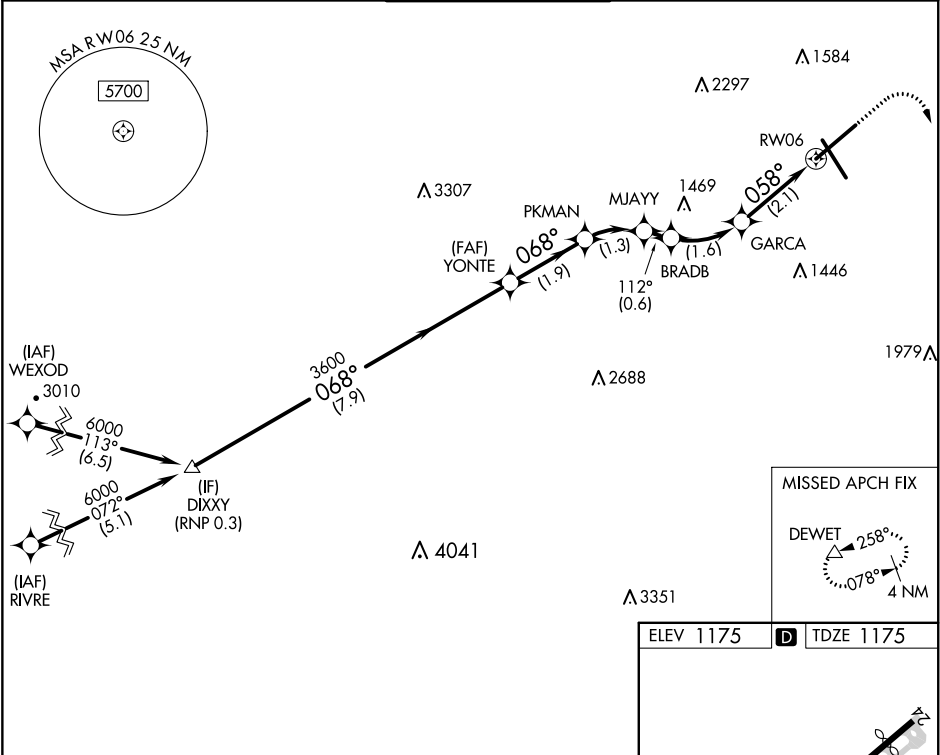 MSA RW06 25 NM
5700
1584
2297
RW06
3307
1469
MJAYY
PKMAN
058°
(2.1)
(FAF)
YONTE
068°
(1.9)
(1.3)
(1.6)
GARCA
BRADB
112°
(0.6)
1446
1979
3600
068°
(7.9)
2688
(IAF)
WEXOD
3010
6000
113°
(6.5)
6000
072°
(5.1)
(IF)
DIXXY
(RNP 0.3)
(IAF)
RIVRE
4041
3351
MISSED APCH FIX
DEWET
258°
078°
4 NM
ELEV 1175
D
TDZE 1175
24